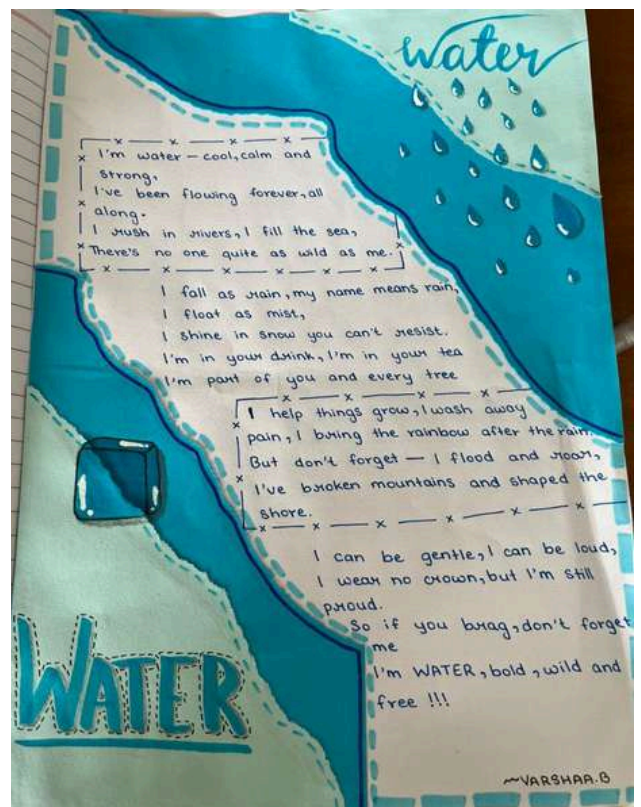 water
I'm water — cool, calm and
strong,
I've been flowing forever, all
along.
I rush in rivers, I fill the sea,
There's no one quite as wild as me.
I fall as rain, my name means rain,
I float as mist,
I shine in snow you can't resist.
I'm in your drink, I'm in your tea
I'm part of you and every tree
I help things grow, I wash away
pain, I bring the rainbow after the rain.
But don't forget — I flood and roar,
I've broken mountains and shaped the
shore.
I can be gentle, I can be loud,
I wear no crown, but I'm still
proud.
So if you brag, don't forget
me
I'm WATER, bold, wild and
free !!!
WATER
~VARSHAA.B